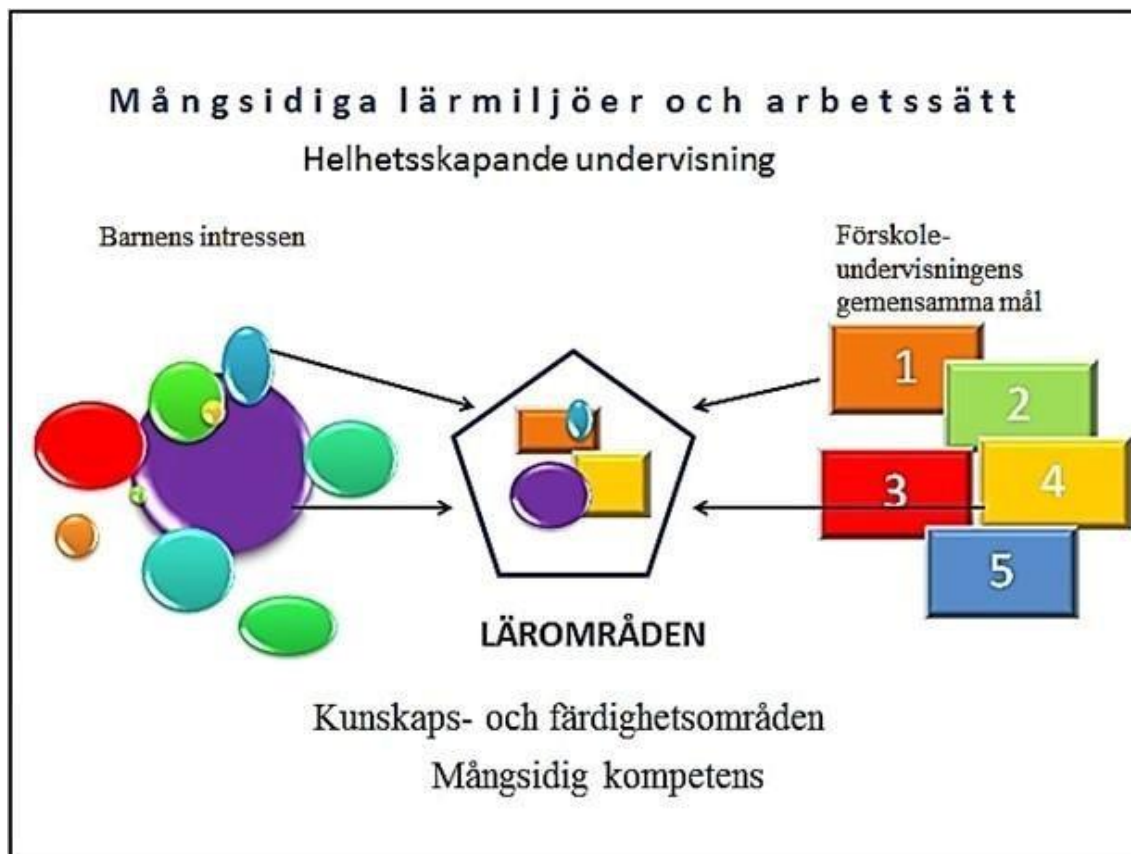 Mångsidiga lärmiljöer och arbetssätt
Helhetsskapande undervisning
Barnens intressen
Förskole-
undervisningens
gemensamma mål
1
2
3
4
5
LÄROMRÅDEN
Kunskaps- och färdighetsområden
Mångsidig kompetens